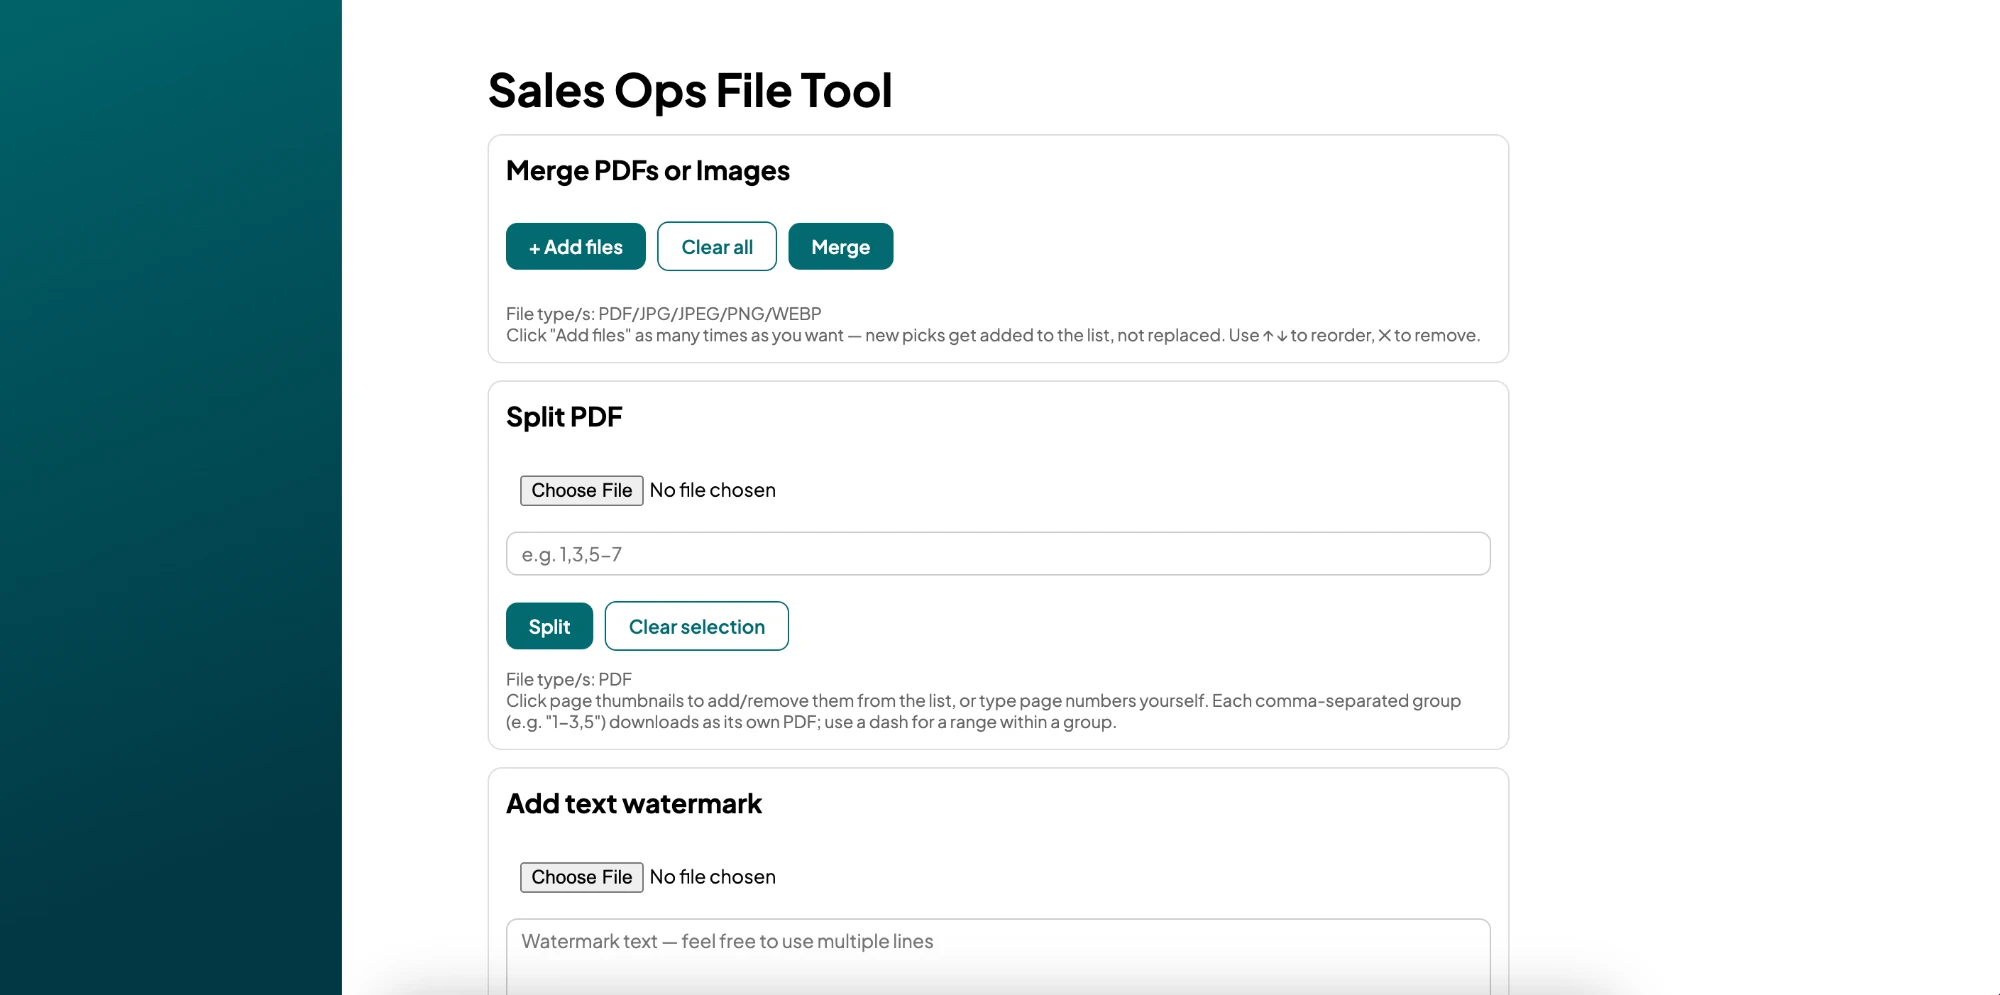 Sales Ops File Tool
Merge PDFs or Images
+ Add files
Clear all
Merge
File type/s: PDF/JPG/JPEG/PNG/WEBP
Click "Add files" as many times as you want — new picks get added to the list, not replaced. Use ↑ ↓ to reorder, ✕ to remove.
Split PDF
Choose File No file chosen
e.g. 1,3,5–7
Split
Clear selection
File type/s: PDF
Click page thumbnails to add/remove them from the list, or type page numbers yourself. Each comma-separated group
(e.g. "1–3,5") downloads as its own PDF; use a dash for a range within a group.
Add text watermark
Choose File No file chosen
Watermark text — feel free to use multiple lines